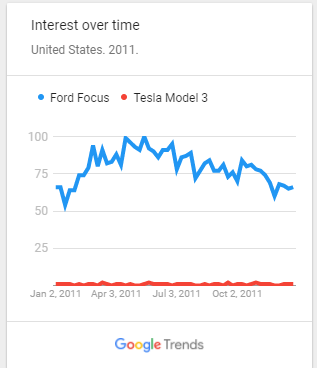 Interest over time
United States. 2011.
Ford Focus Tesla Model 3
100
75
50
25
Jan 2, 2011 Apr 3, 2011 Jul 3, 2011 Oct 2, 2011
Google Trends